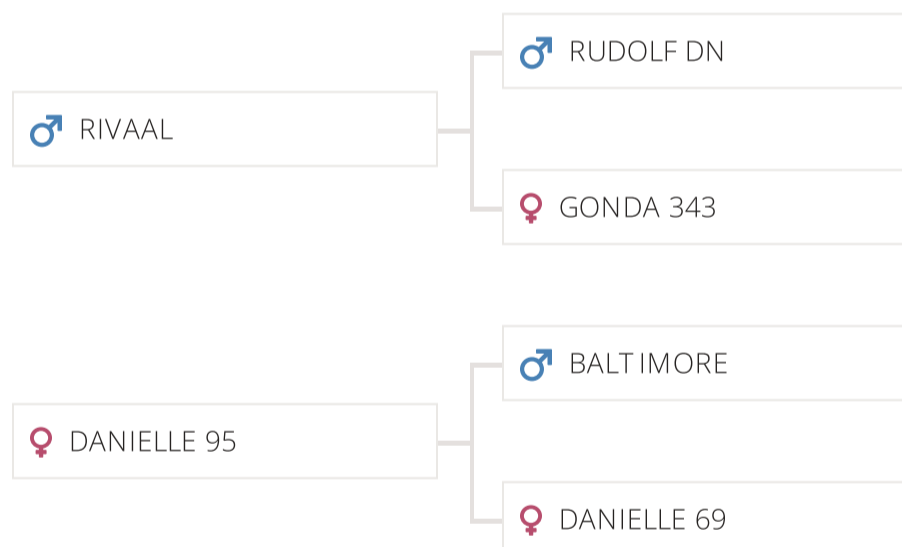 RUDOLF DN
RIVAAL
GONDA 343
BALTIMORE
DANIELLE 95
DANIELLE 69